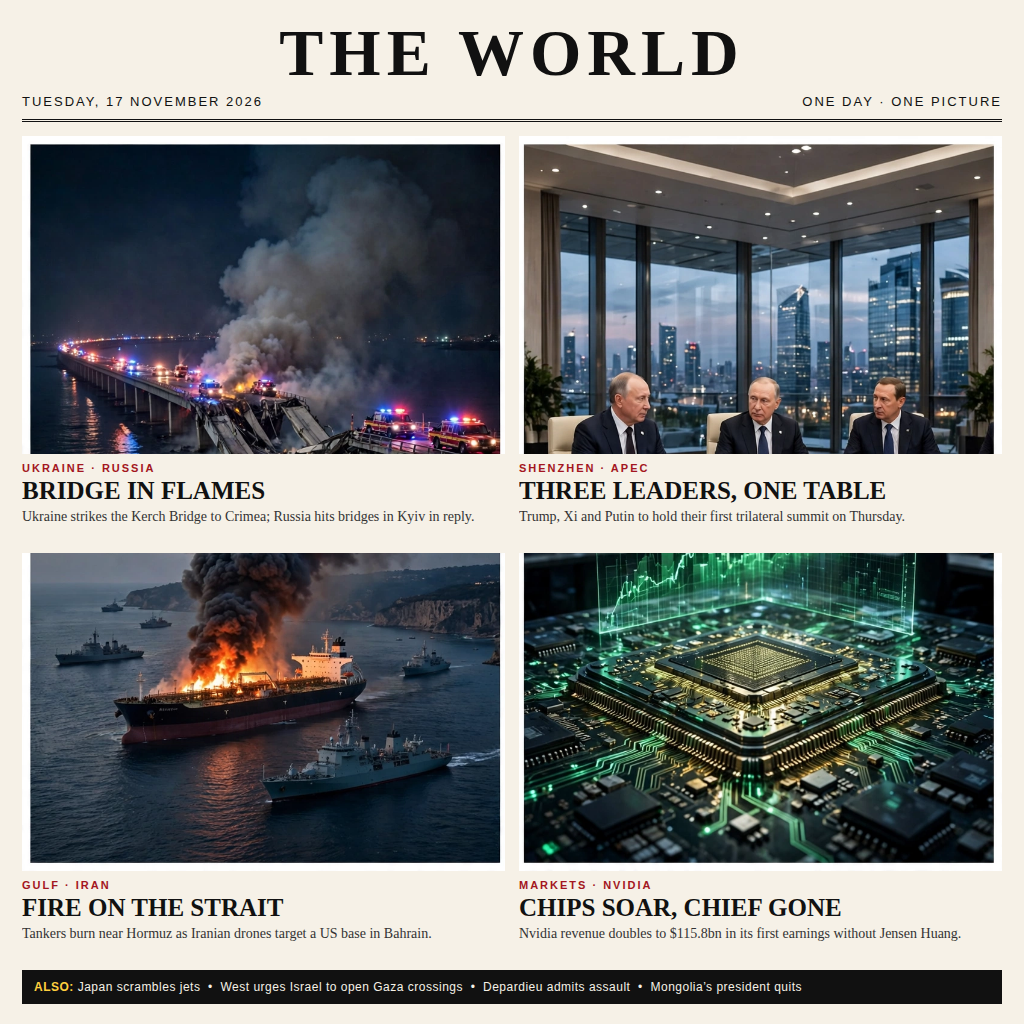 THE WORLD
TUESDAY, 17 NOVEMBER 2026
ONE DAY · ONE PICTURE
UKRAINE · RUSSIA
BRIDGE IN FLAMES
Ukraine strikes the Kerch Bridge to Crimea; Russia hits bridges in Kyiv in reply.
SHENZHEN · APEC
THREE LEADERS, ONE TABLE
Trump, Xi and Putin to hold their first trilateral summit on Thursday.
GULF · IRAN
FIRE ON THE STRAIT
Tankers burn near Hormuz as Iranian drones target a US base in Bahrain.
MARKETS · NVIDIA
CHIPS SOAR, CHIEF GONE
Nvidia revenue doubles to $115.8bn in its first earnings without Jensen Huang.
ALSO: Japan scrambles jets • West urges Israel to open Gaza crossings • Depardieu admits assault • Mongolia's president quits